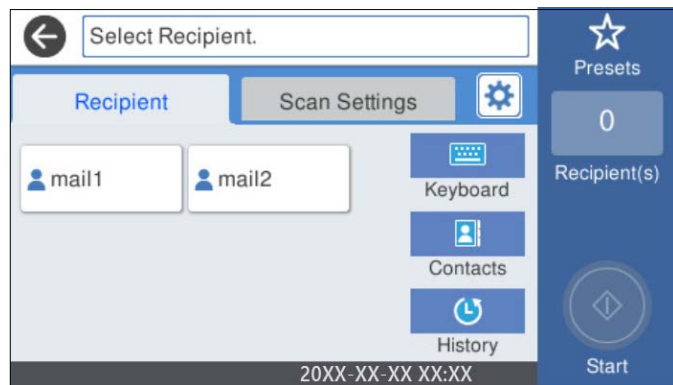 Select Recipient.
Presets
Recipient
Scan Settings
0
Recipient(s)
mail1
mail2
Keyboard
Contacts
History
Start
20XX-XX-XX XX:XX